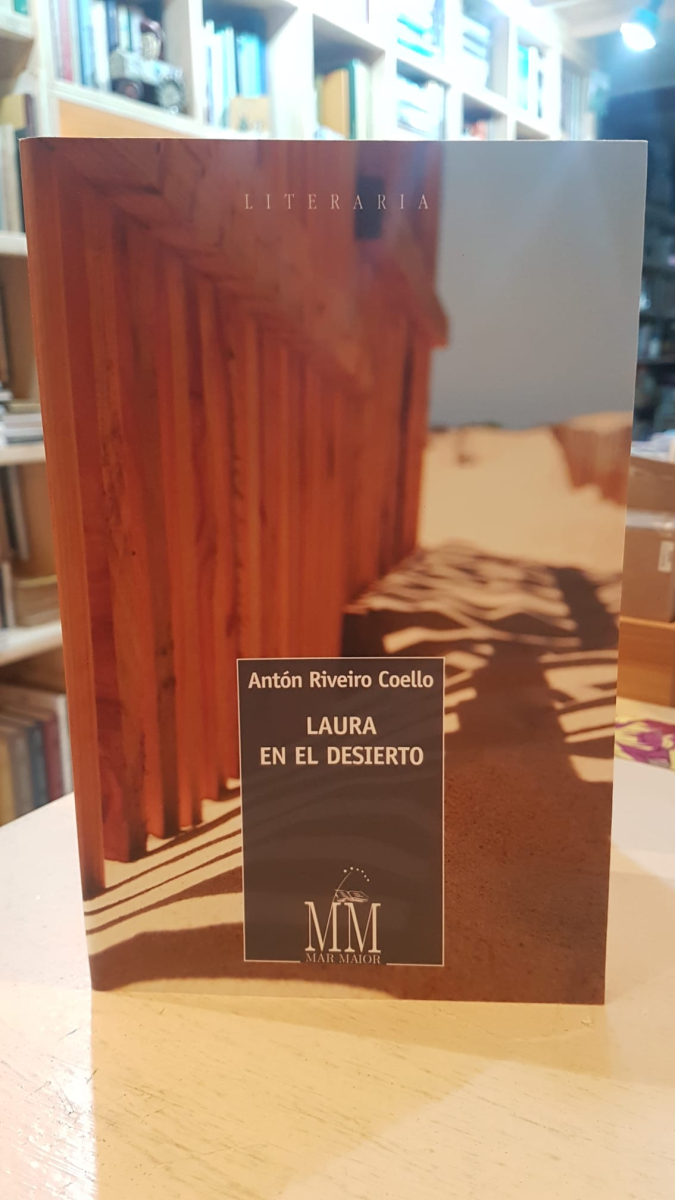 LITERARIA
Antón Riveiro Coello
LAURA
EN EL DESIERTO
MM
MAR MAIOR